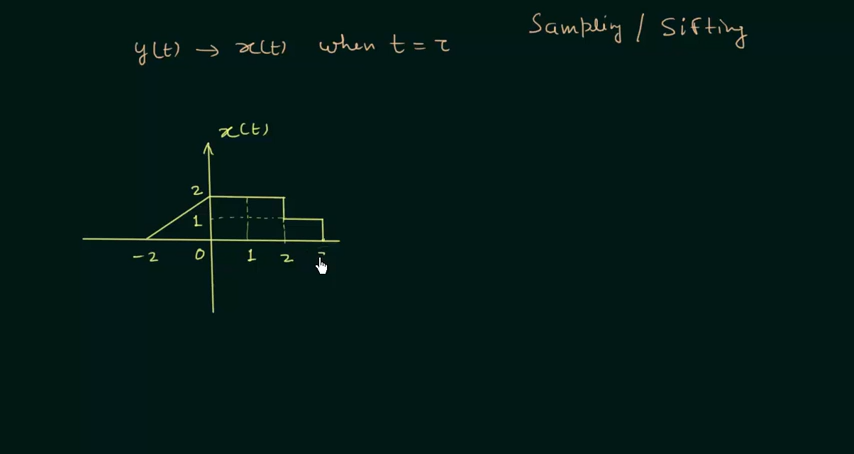 y(t) → x(t) when t = τ
Sampling / Sifting
x(t)
2
1
-2 0 1 2